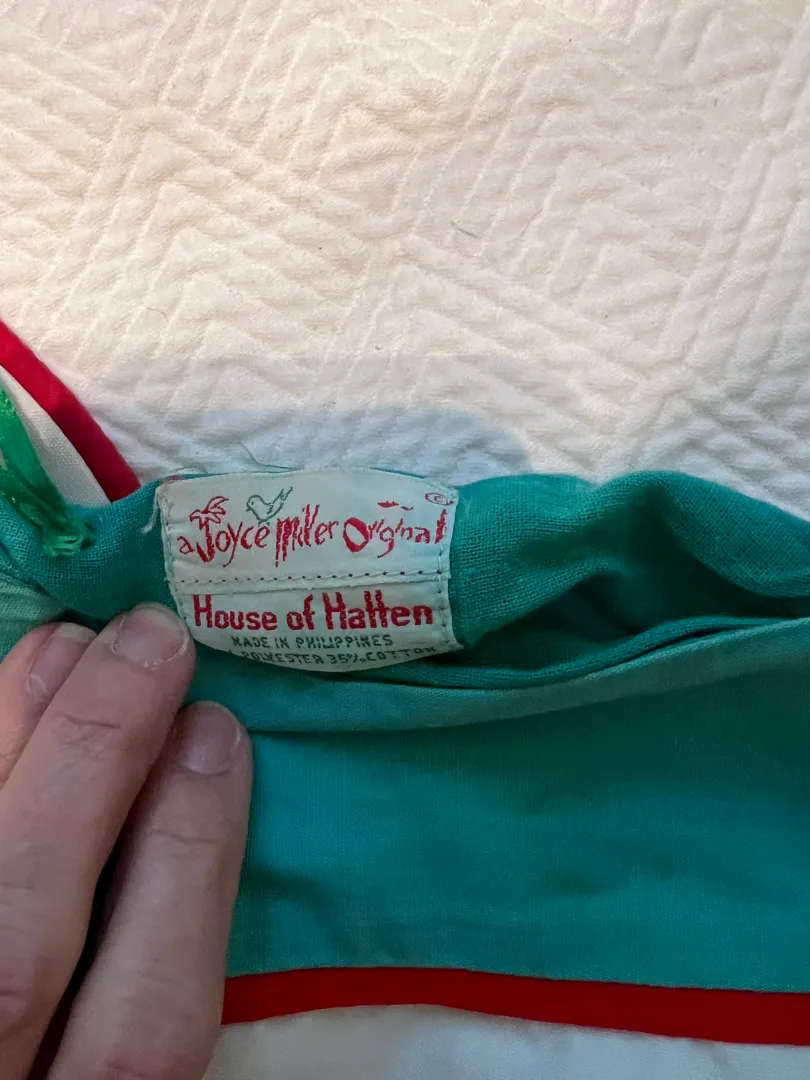 a Joyce Miller Original ©
House of Hatten
MADE IN PHILIPPINES
POLYESTER 35% COTTON